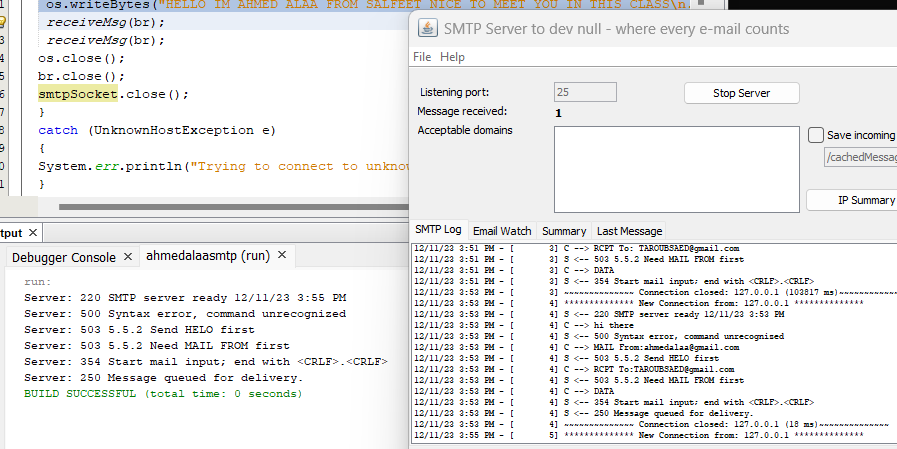 os.writeBytes("HELLO IM AHMED ALAA FROM SALFEET NICE TO MEET YOU IN THIS CLASS\n.
receiveMsg(br);
receiveMsg(br);
os.close();
br.close();
smtpSocket.close();
}
catch (UnknownHostException e)
{
System.err.println("Trying to connect to unknow
}
tput ×
Debugger Console × ahmedalaasmtp (run) ×
run:
Server: 220 SMTP server ready 12/11/23 3:55 PM
Server: 500 Syntax error, command unrecognized
Server: 503 5.5.2 Send HELO first
Server: 503 5.5.2 Need MAIL FROM first
Server: 354 Start mail input; end with <CRLF>.<CRLF>
Server: 250 Message queued for delivery.
BUILD SUCCESSFUL (total time: 0 seconds)
SMTP Server to dev null - where every e-mail counts
File Help
Listening port: 25 Stop Server
Message received: 1
Acceptable domains
Save incoming
/cachedMessag
IP Summary
SMTP Log Email Watch Summary Last Message
12/11/23 3:51 PM - [ 3] C --> RCPT To: TAROUBSAED@gmail.com
12/11/23 3:51 PM - [ 3] S <-- 503 5.5.2 Need MAIL FROM first
12/11/23 3:51 PM - [ 3] C --> DATA
12/11/23 3:51 PM - [ 3] S <-- 354 Start mail input; end with <CRLF>.<CRLF>
12/11/23 3:53 PM - [ 3] ~~~~~~~~~~~~~~ Connection closed: 127.0.0.1 (103817 ms)~~~~~~~~~~~~
12/11/23 3:53 PM - [ 4] ************** New Connection from: 127.0.0.1 **************
12/11/23 3:53 PM - [ 4] S <-- 220 SMTP server ready 12/11/23 3:53 PM
12/11/23 3:53 PM - [ 4] C --> hi there
12/11/23 3:53 PM - [ 4] S <-- 500 Syntax error, command unrecognized
12/11/23 3:53 PM - [ 4] C --> MAIL From:ahmedalaa@gmail.com
12/11/23 3:53 PM - [ 4] S <-- 503 5.5.2 Send HELO first
12/11/23 3:53 PM - [ 4] C --> RCPT To:TAROUBSAED@gmail.com
12/11/23 3:53 PM - [ 4] S <-- 503 5.5.2 Need MAIL FROM first
12/11/23 3:53 PM - [ 4] C --> DATA
12/11/23 3:53 PM - [ 4] S <-- 354 Start mail input; end with <CRLF>.<CRLF>
12/11/23 3:53 PM - [ 4] S <-- 250 Message queued for delivery.
12/11/23 3:53 PM - [ 4] ~~~~~~~~~~~~~~ Connection closed: 127.0.0.1 (18 ms)~~~~~~~~~~~~~~
12/11/23 3:55 PM - [ 5] ************** New Connection from: 127.0.0.1 **************